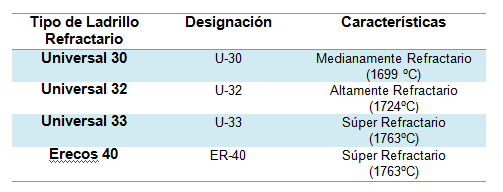 Tipo de Ladrillo Refractario Designación Características
Universal 30 U-30 Medianamente Refractario
(1699 ºC)
Universal 32 U-32 Altamente Refractario
(1724ºC)
Universal 33 U-33 Súper Refractario
(1763ºC)
Erecos 40 ER-40 Súper Refractario
(1763ºC)